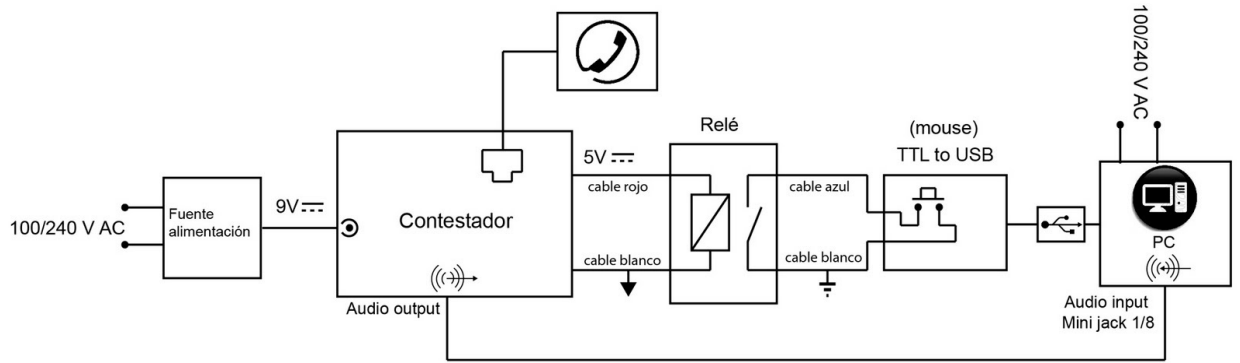 100/240 V AC
Fuente
alimentación
9V
Contestador
Audio output
5V
cable rojo
cable blanco
Relé
cable azul
cable blanco
(mouse)
TTL to USB
100/240 V AC
PC
Audio input
Mini jack 1/8